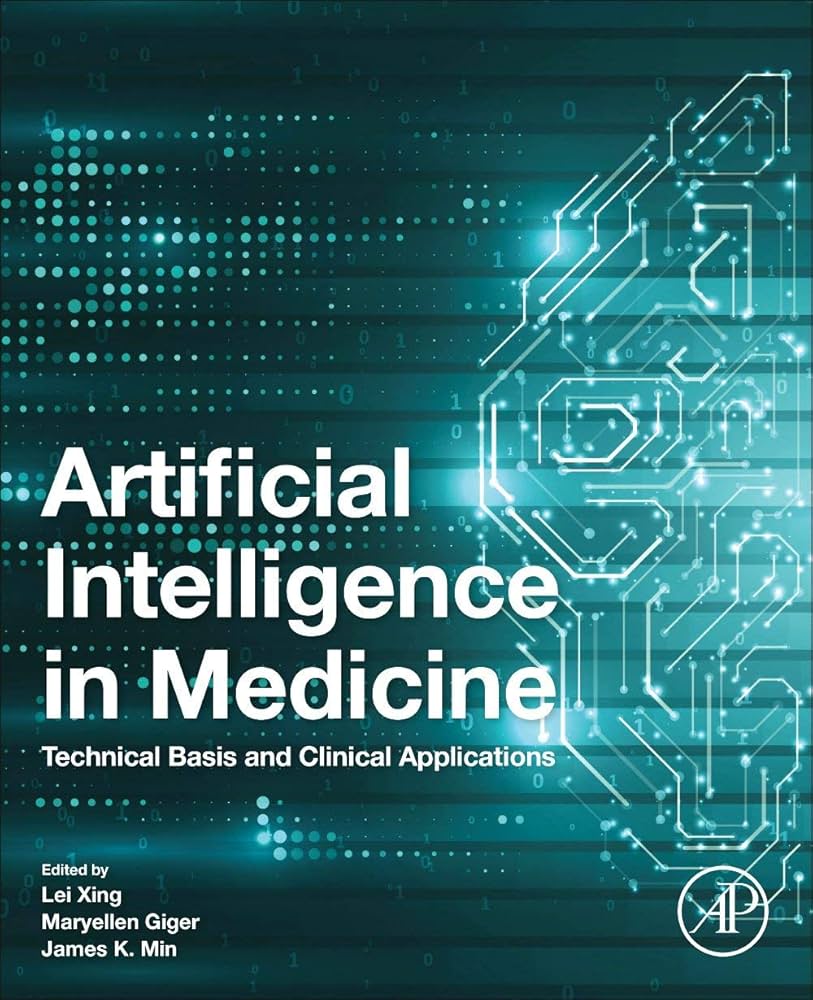 Artificial
Intelligence
in Medicine
Technical Basis and Clinical Applications
Edited by
Lei Xing
Maryellen Giger
James K. Min
AP